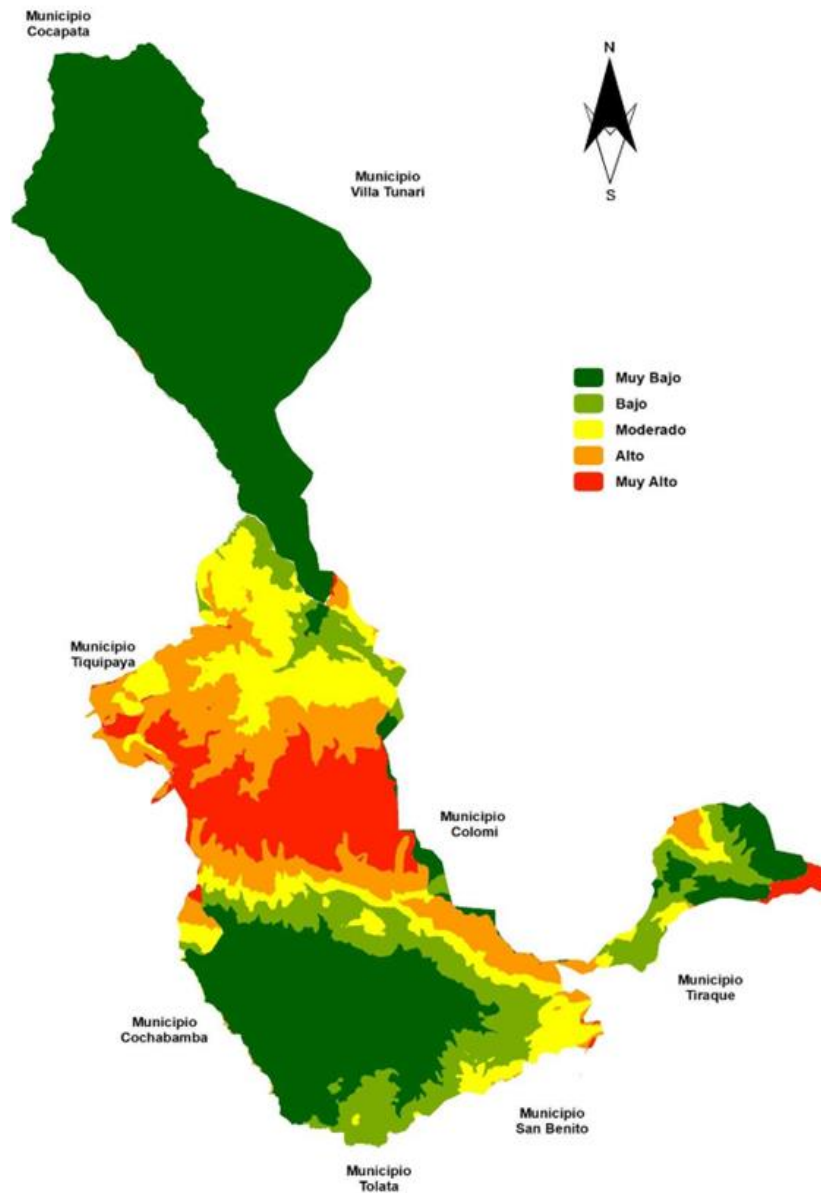 Municipio
Cocapata
N
S
Municipio
Villa Tunari
Muy Bajo
Bajo
Moderado
Alto
Muy Alto
Municipio
Tiquipaya
Municipio
Colomi
Municipio
Tiraque
Municipio
Cochabamba
Municipio
San Benito
Municipio
Tolata